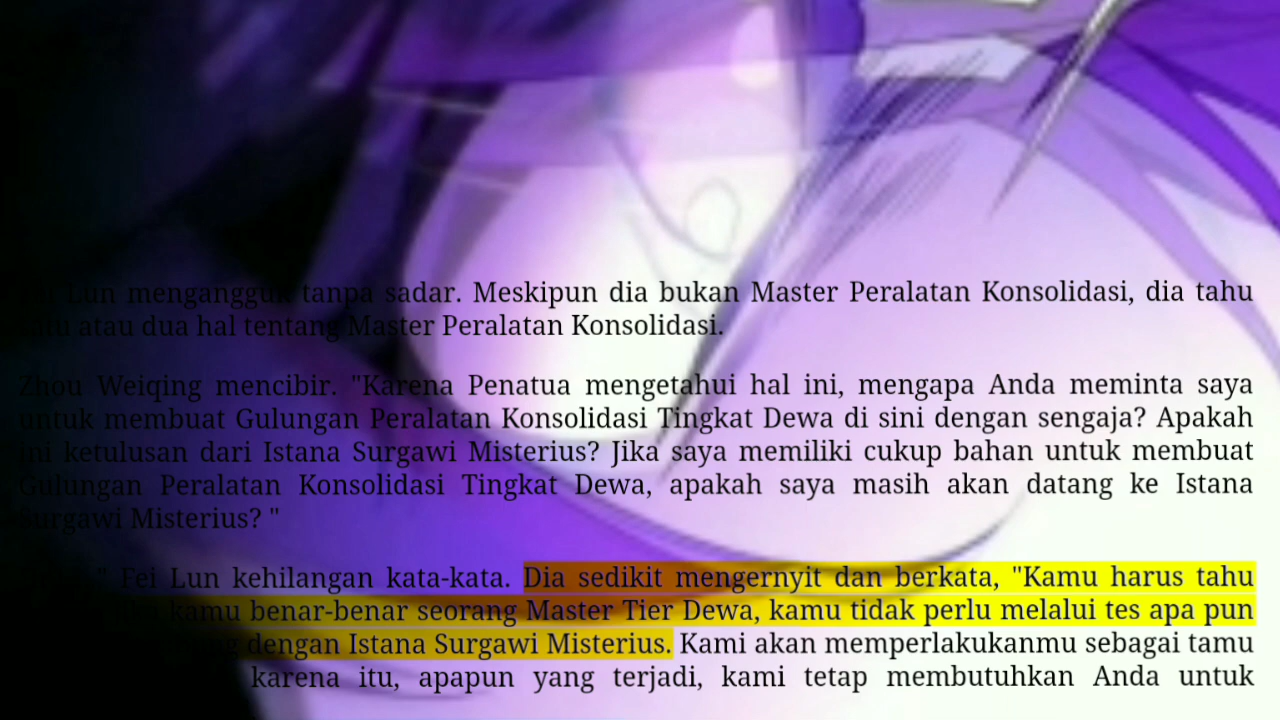 Fei Lun mengangguk tanpa sadar. Meskipun dia bukan Master Peralatan Konsolidasi, dia tahu
satu atau dua hal tentang Master Peralatan Konsolidasi.
Zhou Weiqing mencibir. "Karena Penatua mengetahui hal ini, mengapa Anda meminta saya
untuk membuat Gulungan Peralatan Konsolidasi Tingkat Dewa di sini dengan sengaja? Apakah
ini ketulusan dari Istana Surgawi Misterius? Jika saya memiliki cukup bahan untuk membuat
Gulungan Peralatan Konsolidasi Tingkat Dewa, apakah saya masih akan datang ke Istana
Surgawi Misterius? "
" Fei Lun kehilangan kata-kata. Dia sedikit mengernyit dan berkata, "Kamu harus tahu
kamu benar-benar seorang Master Tier Dewa, kamu tidak perlu melalui tes apa pun
dengan Istana Surgawi Misterius. Kami akan memperlakukanmu sebagai tamu
karena itu, apapun yang terjadi, kami tetap membutuhkan Anda untuk